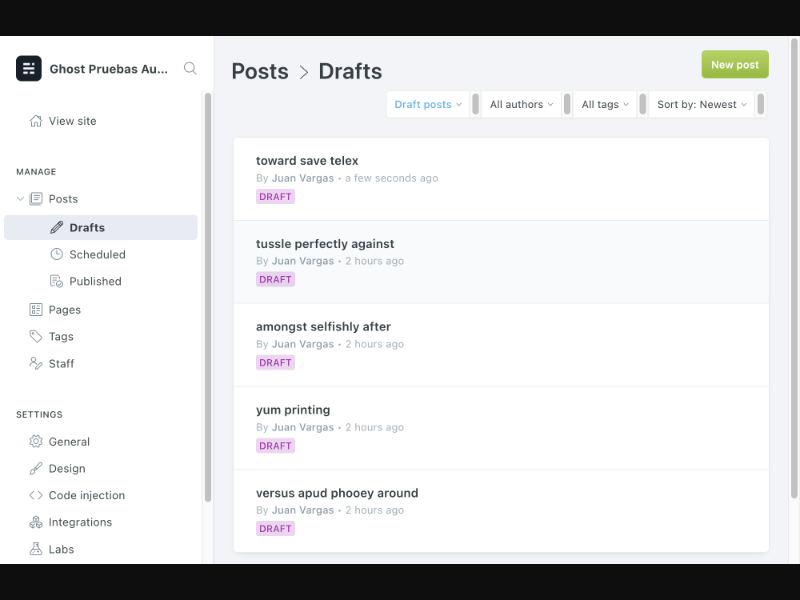 Ghost Pruebas Au...
View site
MANAGE
Posts
Drafts
Scheduled
Published
Pages
Tags
Staff
SETTINGS
General
Design
Code injection
Integrations
Labs
Posts > Drafts
New post
Draft posts
All authors
All tags
Sort by: Newest
toward save telex
By Juan Vargas • a few seconds ago
DRAFT
tussle perfectly against
By Juan Vargas • 2 hours ago
DRAFT
amongst selfishly after
By Juan Vargas • 2 hours ago
DRAFT
yum printing
By Juan Vargas • 2 hours ago
DRAFT
versus apud phooey around
By Juan Vargas • 2 hours ago
DRAFT